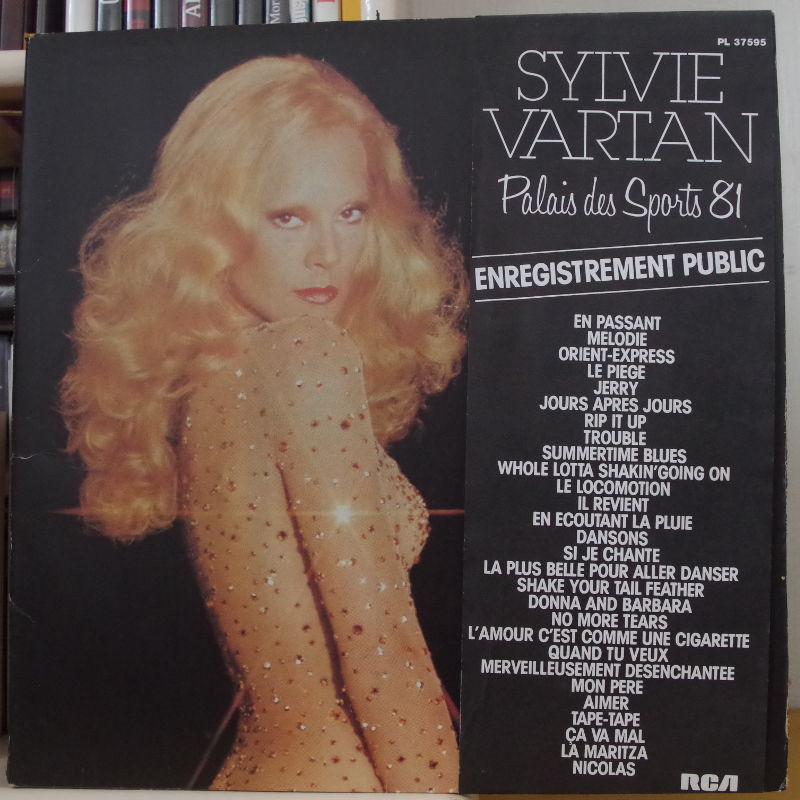 PL 37595
SYLVIE
VARTAN
Palais des Sports 81
ENREGISTREMENT PUBLIC
EN PASSANT
MELODIE
ORIENT-EXPRESS
LE PIEGE
JERRY
JOURS APRES JOURS
RIP IT UP
TROUBLE
SUMMERTIME BLUES
WHOLE LOTTA SHAKIN'GOING ON
LE LOCOMOTION
IL REVIENT
EN ECOUTANT LA PLUIE
DANSONS
SI JE CHANTE
LA PLUS BELLE POUR ALLER DANSER
SHAKE YOUR TAIL FEATHER
DONNA AND BARBARA
NO MORE TEARS
L'AMOUR C'EST COMME UNE CIGARETTE
QUAND TU VEUX
MERVEILLEUSEMENT DESENCHANTEE
MON PERE
AIMER
TAPE-TAPE
ÇA VA MAL
LA MARITZA
NICOLAS
RCA